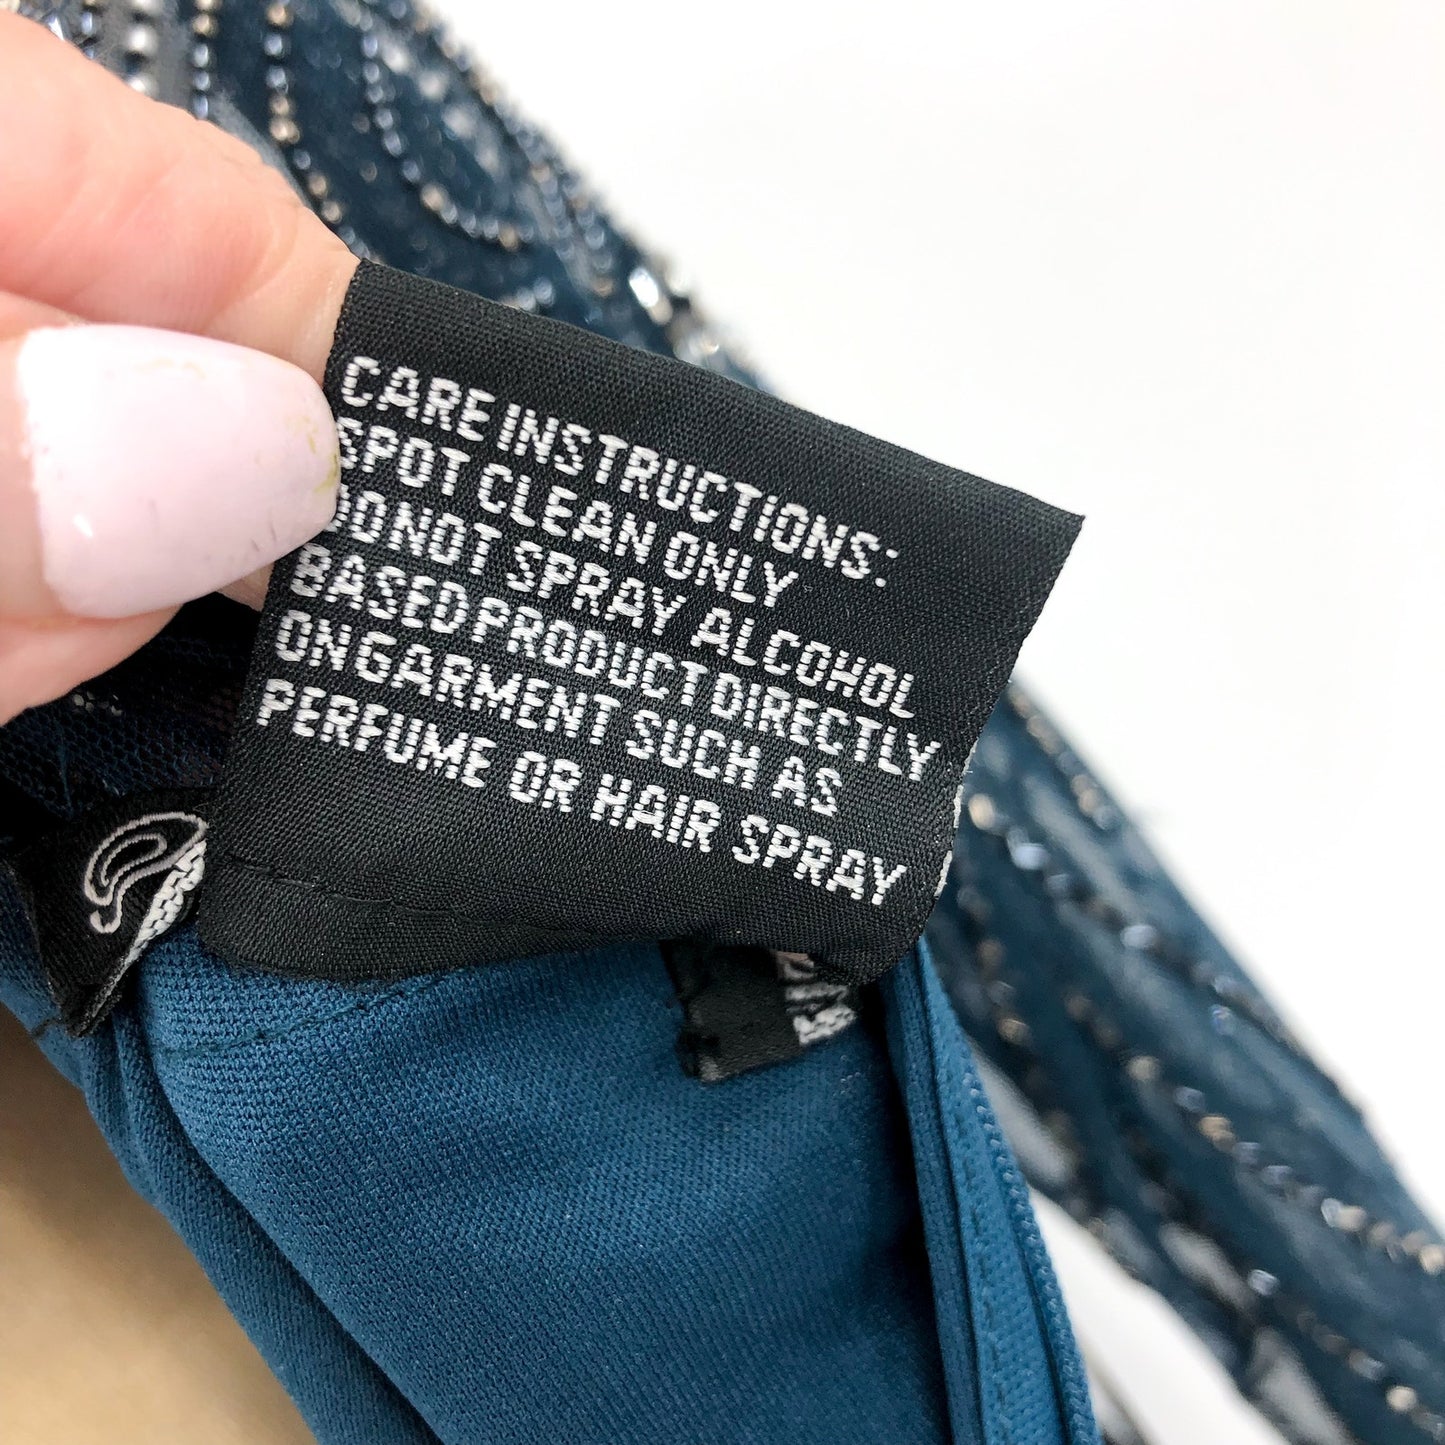 CARE INSTRUCTIONS:
SPOT CLEAN ONLY
DO NOT SPRAY ALCOHOL
BASED PRODUCT DIRECTLY
ON GARMENT SUCH AS
PERFUME OR HAIR SPRAY